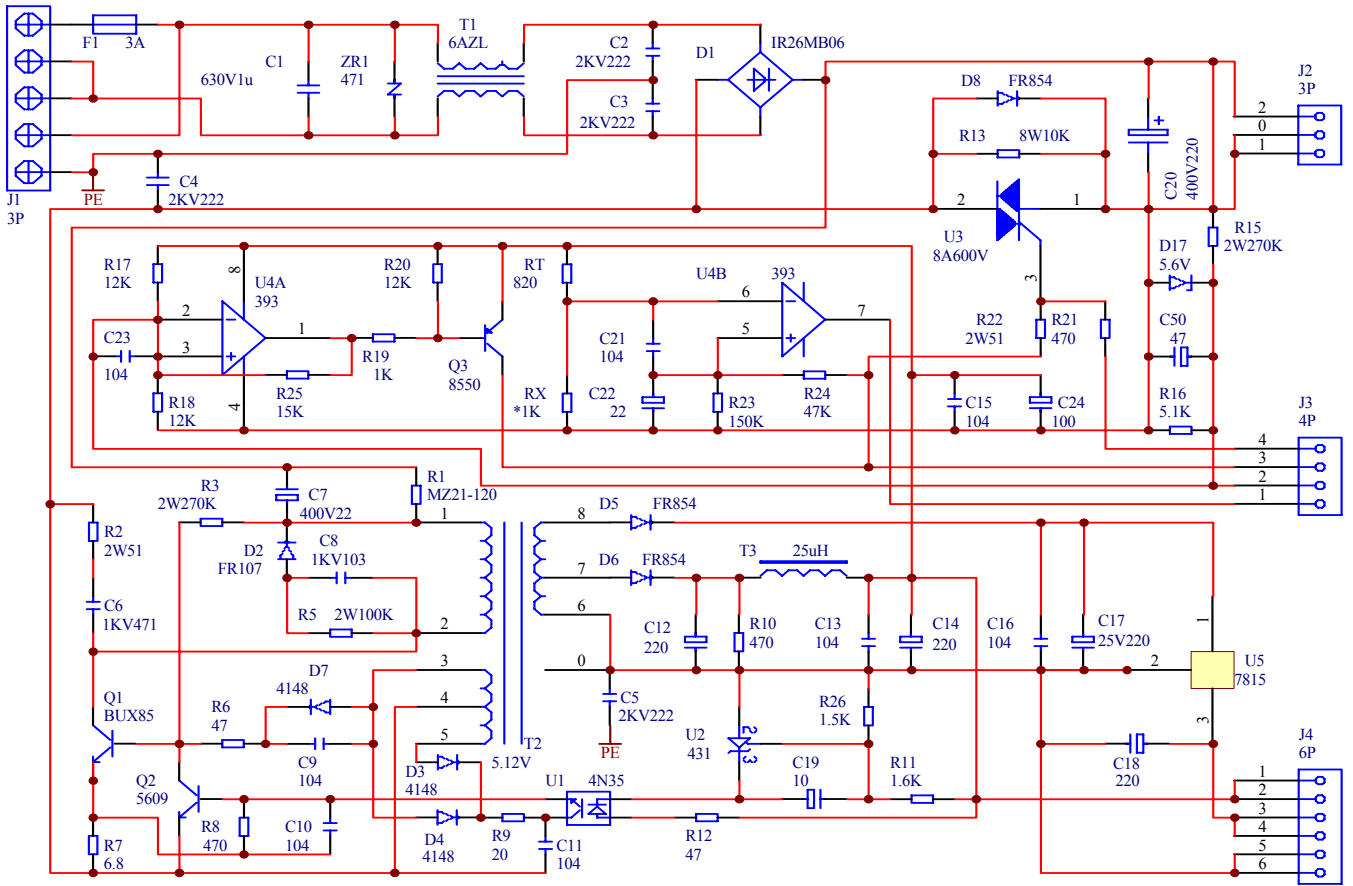 J1
3P
F1 3A
C1
630V1u
ZR1
471
T1
6AZL
C2
2KV222
C3
2KV222
D1
IR26MB06
C4
2KV222
PE
D8 FR854
R13 8W10K
2
1
U3
8A600V
3
C20
400V220
J2
3P
2
0
1
R15
2W270K
D17
5.6V
C50
47
R16
5.1K
R17
12K
U4A
393
8
2
3
1
4
C23
104
R18
12K
R25
15K
R19
1K
R20
12K
Q3
8550
RT
820
RX
*1K
C21
104
C22
22
U4B
393
6
5
7
R23
150K
R24
47K
R22
2W51
R21
470
C15
104
C24
100
J3
4P
4
3
2
1
R3
2W270K
C7
400V22
R1
MZ21-120
R2
2W51
C6
1KV471
D2
FR107
C8
1KV103
R5 2W100K
1
2
3
4
5
8
7
6
0
T2
5.12V
D5 FR854
D6 FR854
T3 25uH
C12
220
R10
470
C13
104
C14
220
C16
104
C17
25V220
1
2
3
U5
7815
C5
2KV222
PE
Q1
BUX85
R6
47
D7
4148
C9
104
Q2
5609
R8
470
C10
104
R7
6.8
D3
4148
D4
4148
R9
20
C11
104
U1 4N35
U2
431
2
3
R26
1.5K
C19
10
R11
1.6K
R12
47
C18
220
J4
6P
1
2
3
4
5
6